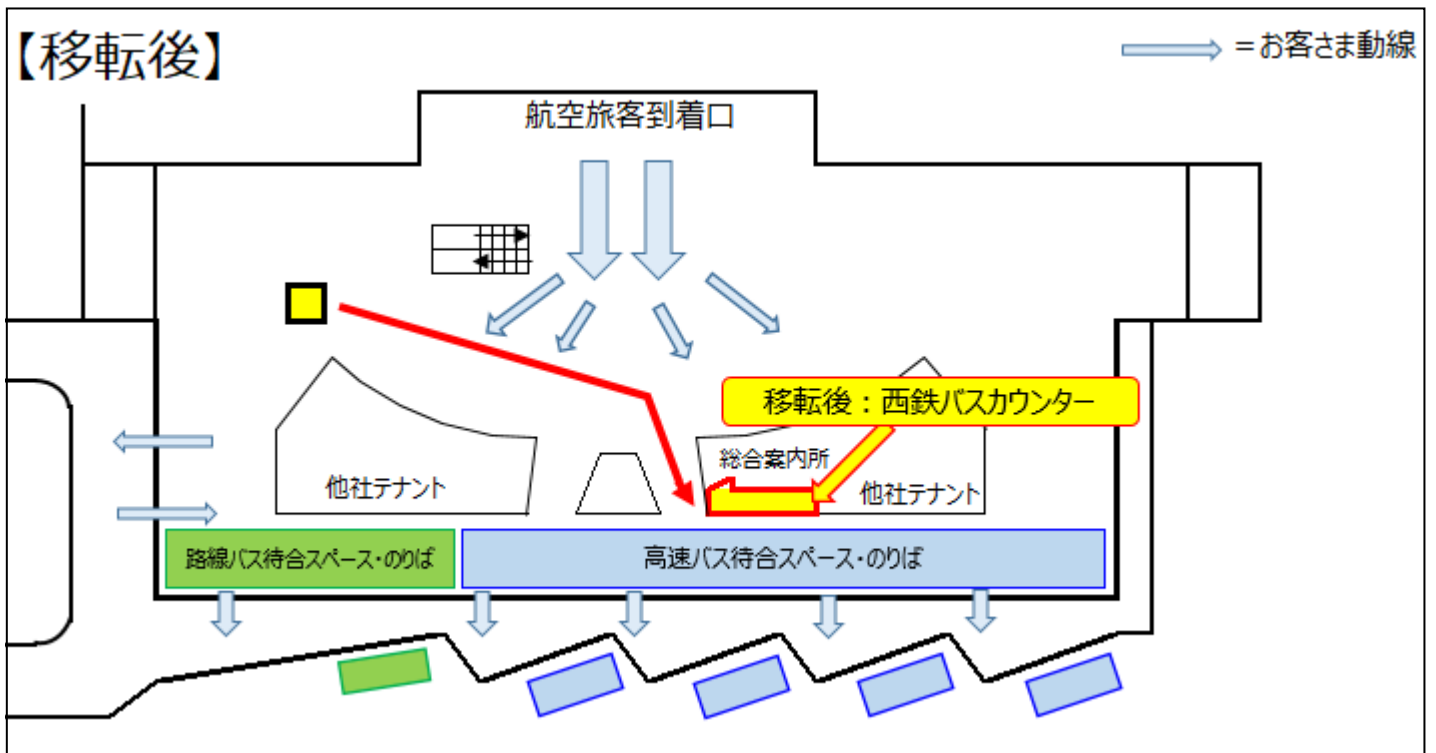 【移転後】
=お客さま動線
航空旅客到着口
移転後：西鉄バスカウンター
総合案内所
他社テナント
他社テナント
路線バス待合スペース・のりば
高速バス待合スペース・のりば